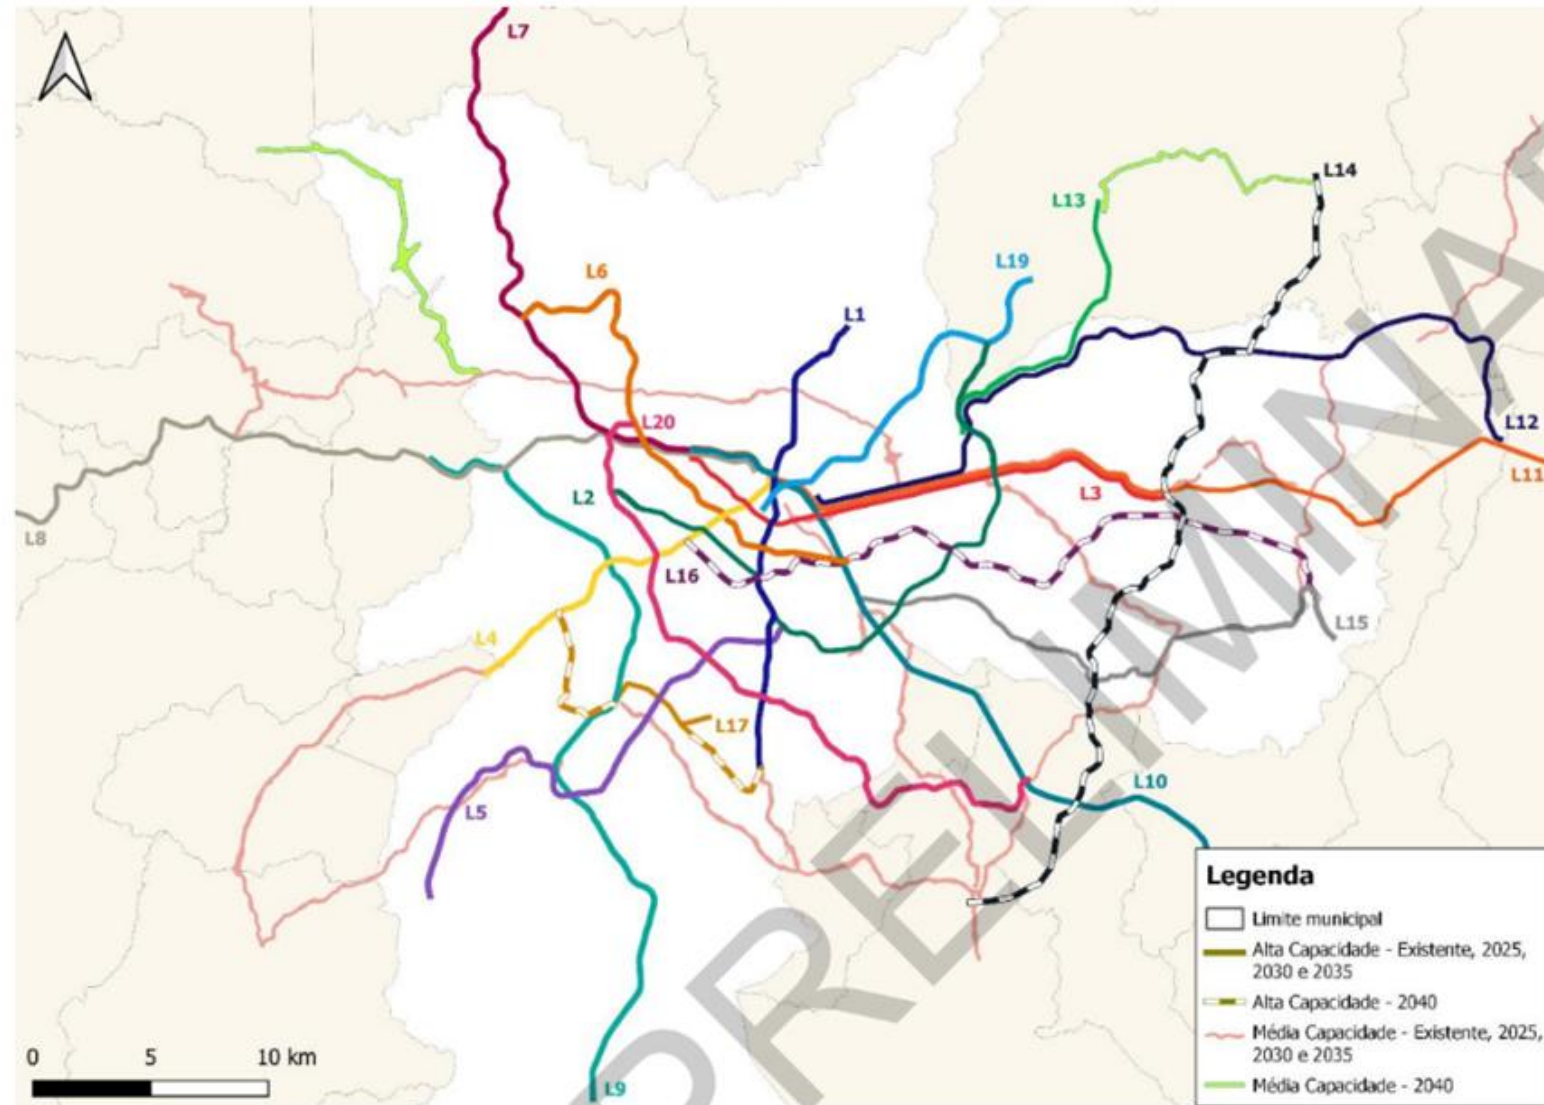 L7
L14
L13
L6
L19
L1
L20
L12
L2
L3
L11
L8
L16
L4
L15
L17
L10
L5
L9
PRELIMINAR
0 5 10 km
Legenda
Limite municipal
Alta Capacidade - Existente, 2025,
2030 e 2035
Alta Capacidade - 2040
Média Capacidade - Existente, 2025,
2030 e 2035
Média Capacidade - 2040